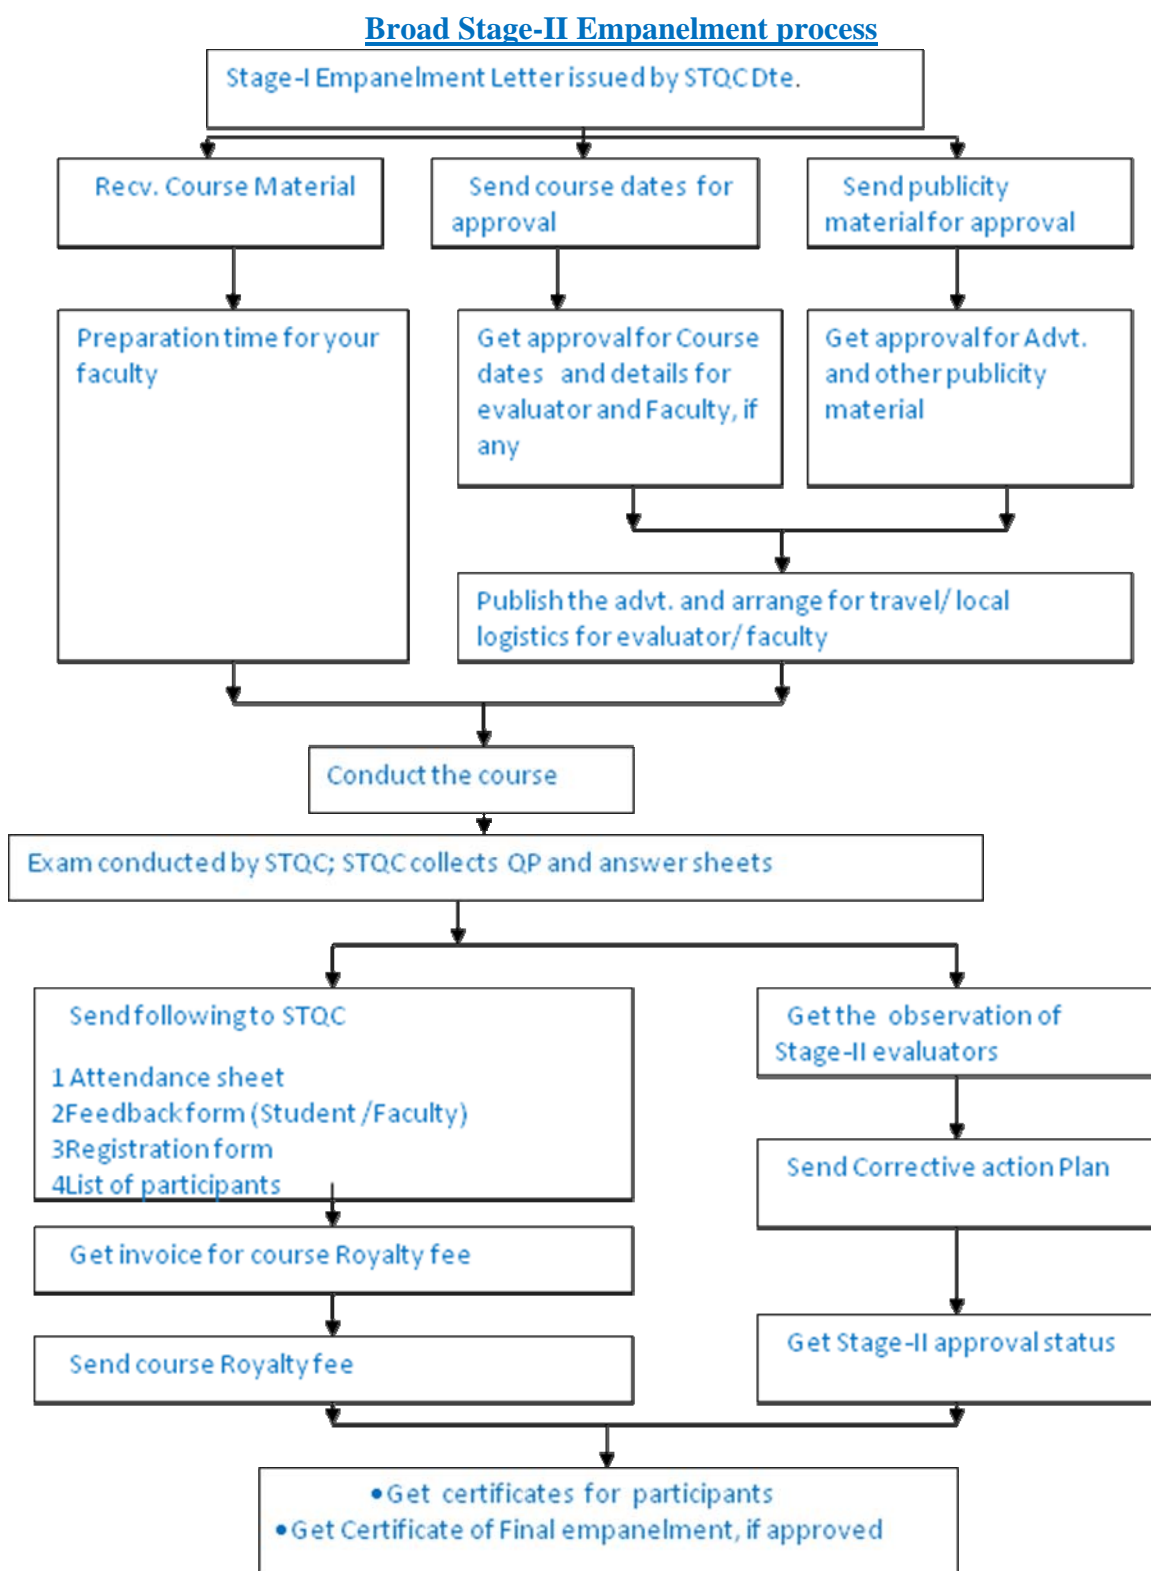 Broad Stage-II Empanelment process
Stage-I Empanelment Letter issued by STQC Dte.
Recv. Course Material
Send course dates for
approval
Send publicity
material for approval
Preparation time for your
faculty
Get approval for Course
dates and details for
evaluator and Faculty, if
any
Get approval for Advt.
and other publicity
material
Publish the advt. and arrange for travel/ local
logistics for evaluator/ faculty
Conduct the course
Exam conducted by STQC; STQC collects QP and answer sheets
Send following to STQC
1 Attendance sheet
2Feedback form (Student /Faculty)
3Registration form
4List of participants
Get invoice for course Royalty fee
Send course Royalty fee
Get the observation of
Stage-II evaluators
Send Corrective action Plan
Get Stage-II approval status
•Get certificates for participants
•Get Certificate of Final empanelment, if approved